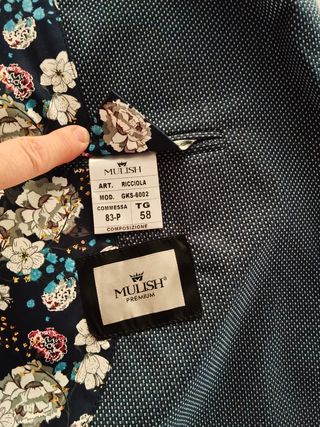 MULISH
ART. RICCIOLA
MOD. GKS-6002
COMMESSA TG
83-P 58
COMPOSIZIONE
MULISH
PREMIUM